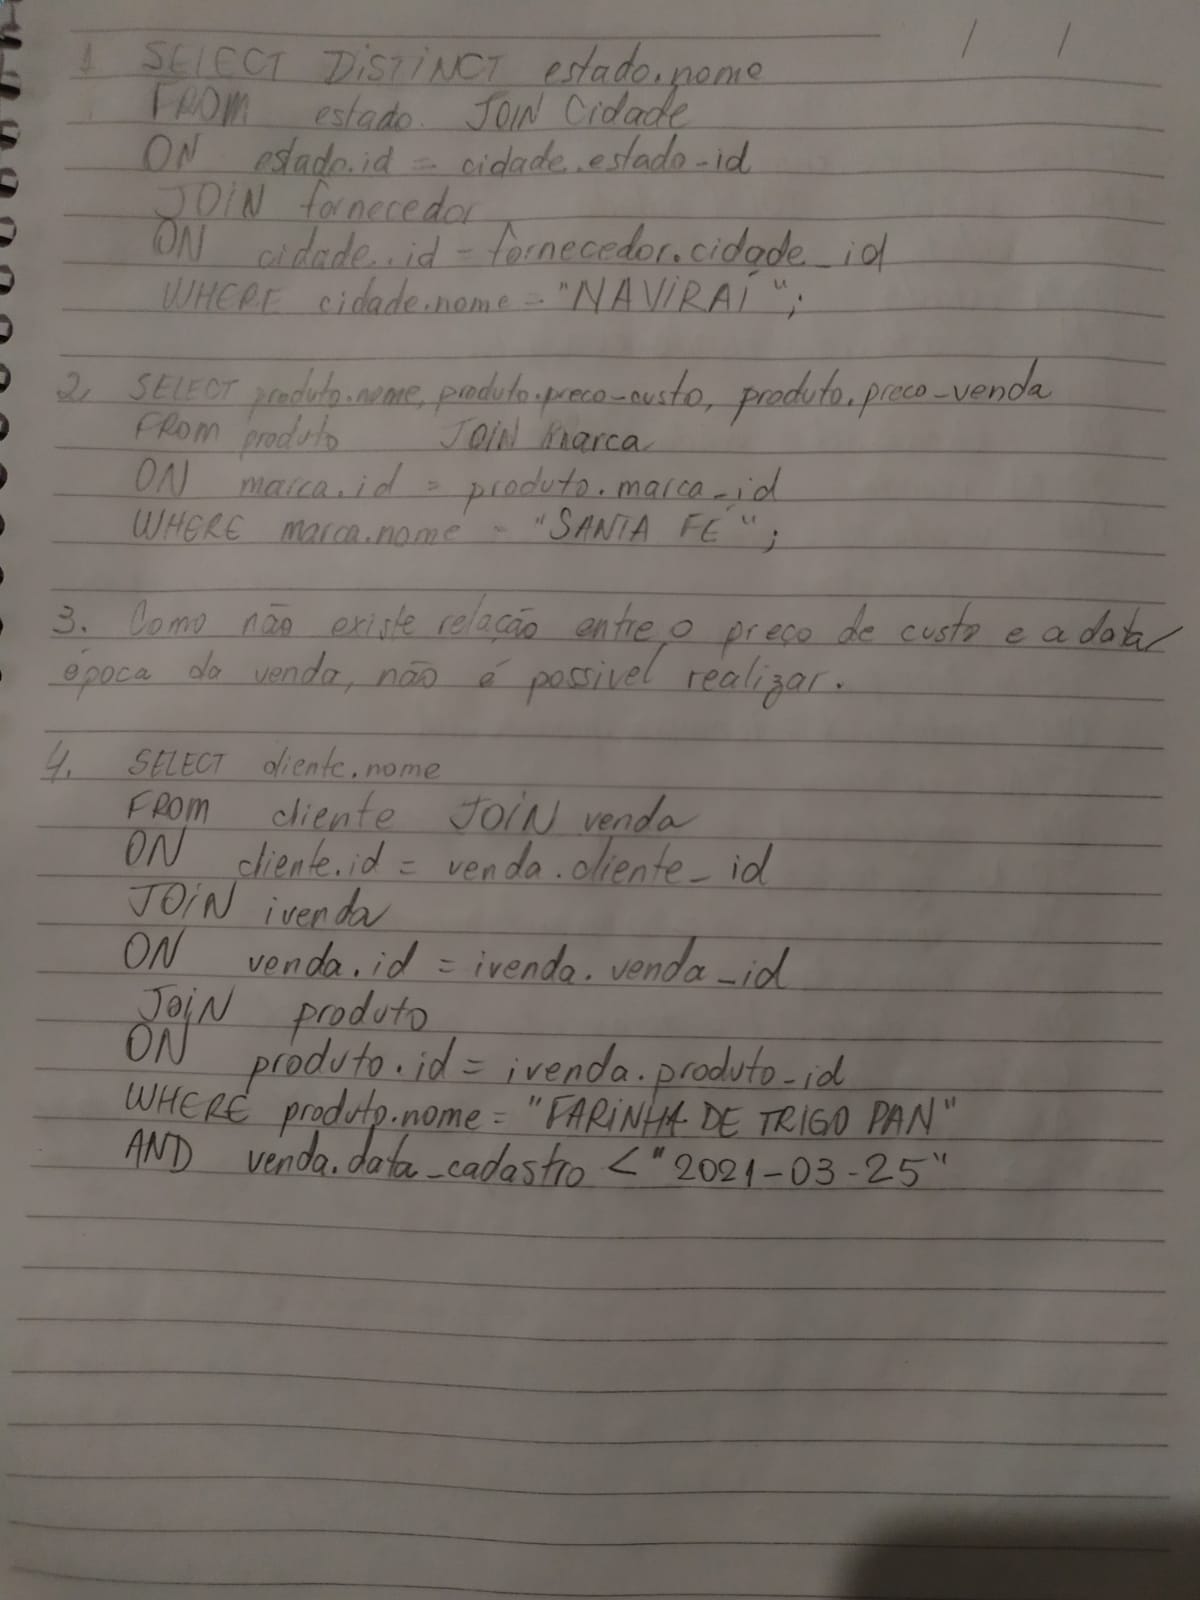 / /
1 SELECT DISTINCT estado.nome
FROM estado. JOIN Cidade
ON estado.id = cidade.estado_id
JOIN fornecedor
ON cidade.id = fornecedor.cidade_id
WHERE cidade.nome = "NAVIRAÍ";
2, SELECT produto.nome, produto.preco_custo, produto.preco_venda
FROM produto JOIN marca
ON marca.id = produto.marca_id
WHERE marca.nome = "SANTA FÉ";
3. Como não existe relação entre o preço de custo e a data/
época da venda, não é possível realizar.
4. SELECT cliente.nome
FROM cliente JOIN venda
ON cliente.id = venda.cliente_id
JOIN ivenda
ON venda.id = ivenda.venda_id
JOIN produto
ON produto.id = ivenda.produto_id
WHERE produto.nome = "FARINHA DE TRIGO PAN"
AND venda.data_cadastro < "2021-03-25"